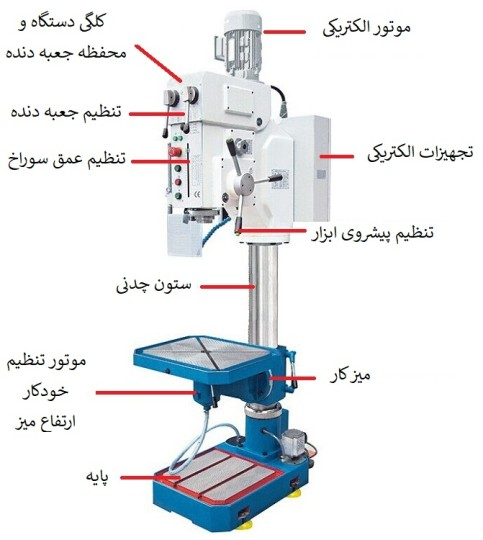 کلگی دستگاه و
محفظه جعبه دنده
موتور الکتریکی
تنظیم جعبه دنده
تنظیم عمق سوراخ
تجهیزات الکتریکی
تنظیم پیشروی ابزار
ستون چدنی
موتور تنظیم
خودکار
ارتفاع میز
میز کار
پایه